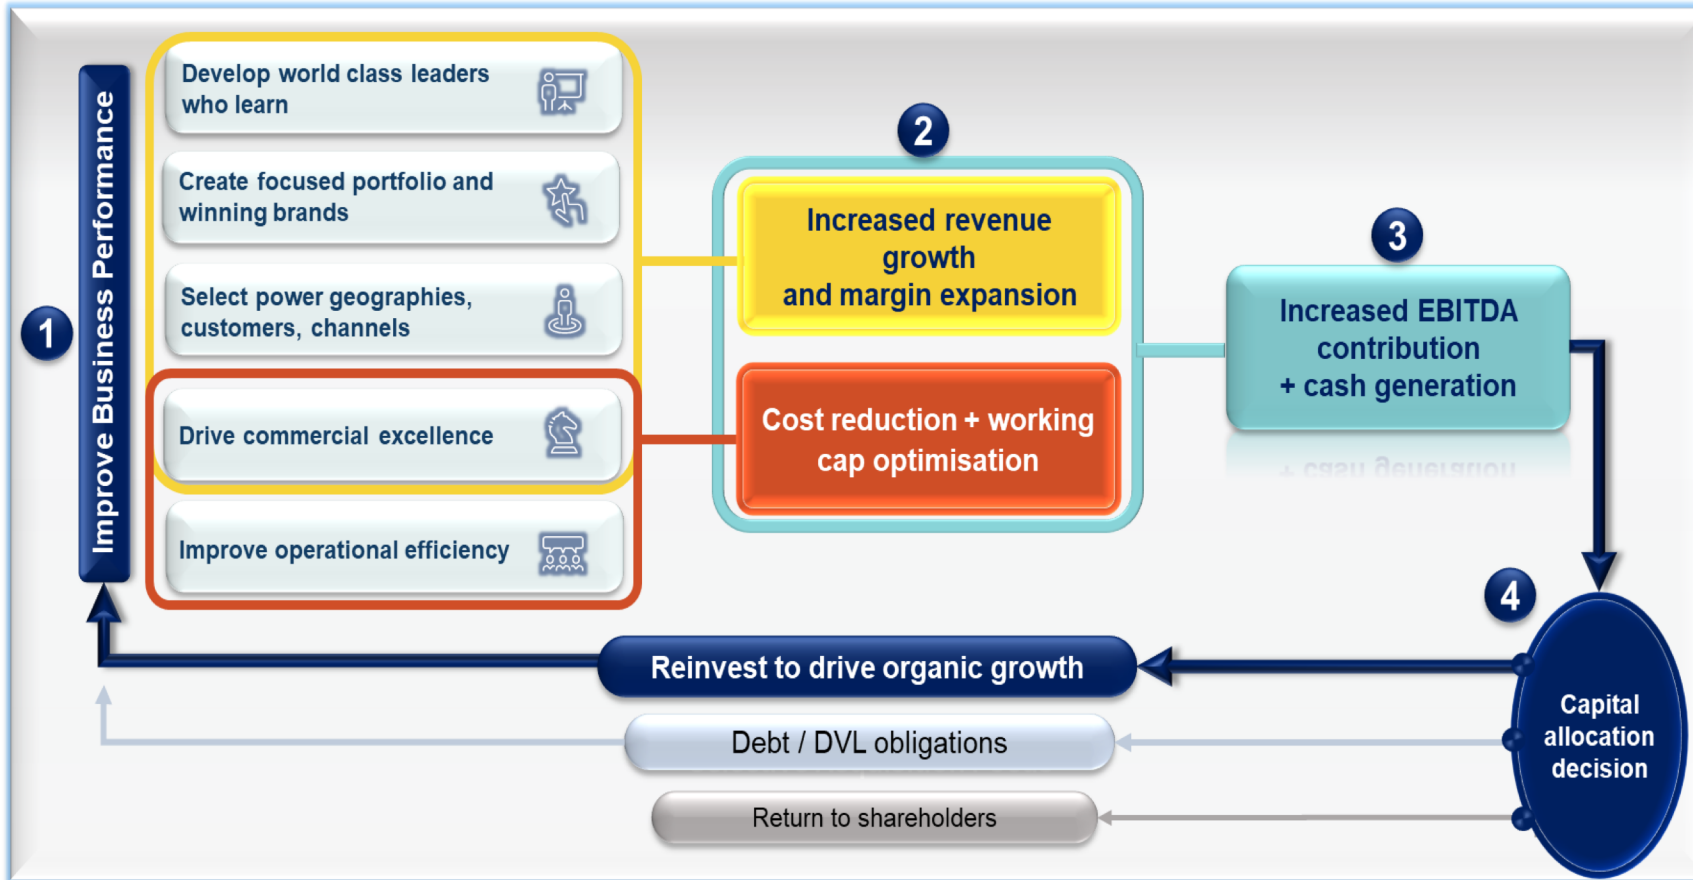 1
Improve Business Performance
Develop world class leaders
who learn
Create focused portfolio and
winning brands
Select power geographies,
customers, channels
Drive commercial excellence
Improve operational efficiency
2
Increased revenue
growth
and margin expansion
Cost reduction + working
cap optimisation
3
Increased EBITDA
contribution
+ cash generation
4
Capital
allocation
decision
Reinvest to drive organic growth
Debt / DVL obligations
Return to shareholders